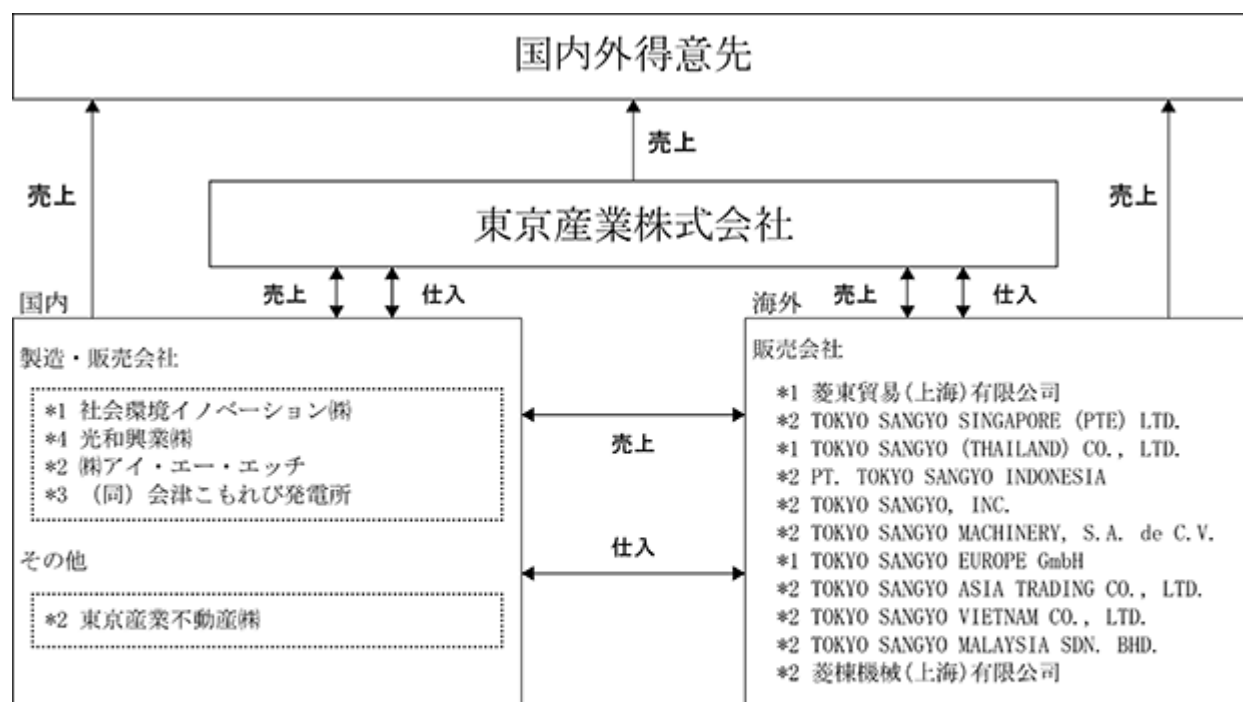 国内外得意先
売上
売上
売上
東京産業株式会社
売上
仕入
売上
仕入
国内
海外
製造・販売会社
*1 社会環境イノベーション㈱
*4 光和興業㈱
*2 ㈱アイ・エー・エッチ
*3 （同）会津こもれび発電所
その他
*2 東京産業不動産㈱
売上
仕入
販売会社
*1 菱東貿易(上海)有限公司
*2 TOKYO SANGYO SINGAPORE (PTE) LTD.
*1 TOKYO SANGYO (THAILAND) CO., LTD.
*2 PT. TOKYO SANGYO INDONESIA
*2 TOKYO SANGYO, INC.
*2 TOKYO SANGYO MACHINERY, S.A. de C.V.
*1 TOKYO SANGYO EUROPE GmbH
*2 TOKYO SANGYO ASIA TRADING CO., LTD.
*2 TOKYO SANGYO VIETNAM CO., LTD.
*2 TOKYO SANGYO MALAYSIA SDN. BHD.
*2 菱棟機械(上海)有限公司